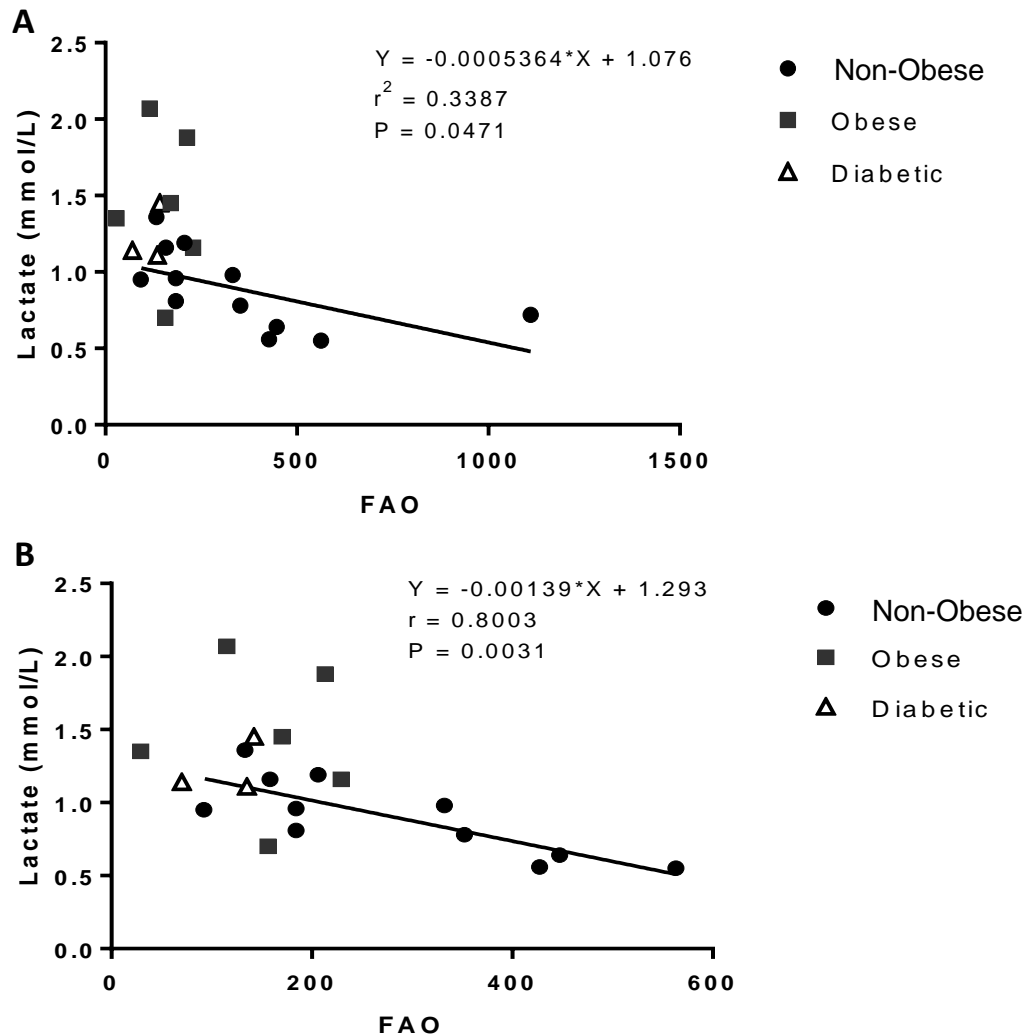 A
Y = -0.0005364*X + 1.076
r2 = 0.3387
P = 0.0471
Non-Obese
Obese
Diabetic
Lactate (mmol/L)
2.5
2.0
1.5
1.0
0.5
0.0
0 500 1000 1500
FAO
B
Y = -0.00139*X + 1.293
r = 0.8003
P = 0.0031
Non-Obese
Obese
Diabetic
Lactate (mmol/L)
2.5
2.0
1.5
1.0
0.5
0.0
0 200 400 600
FAO